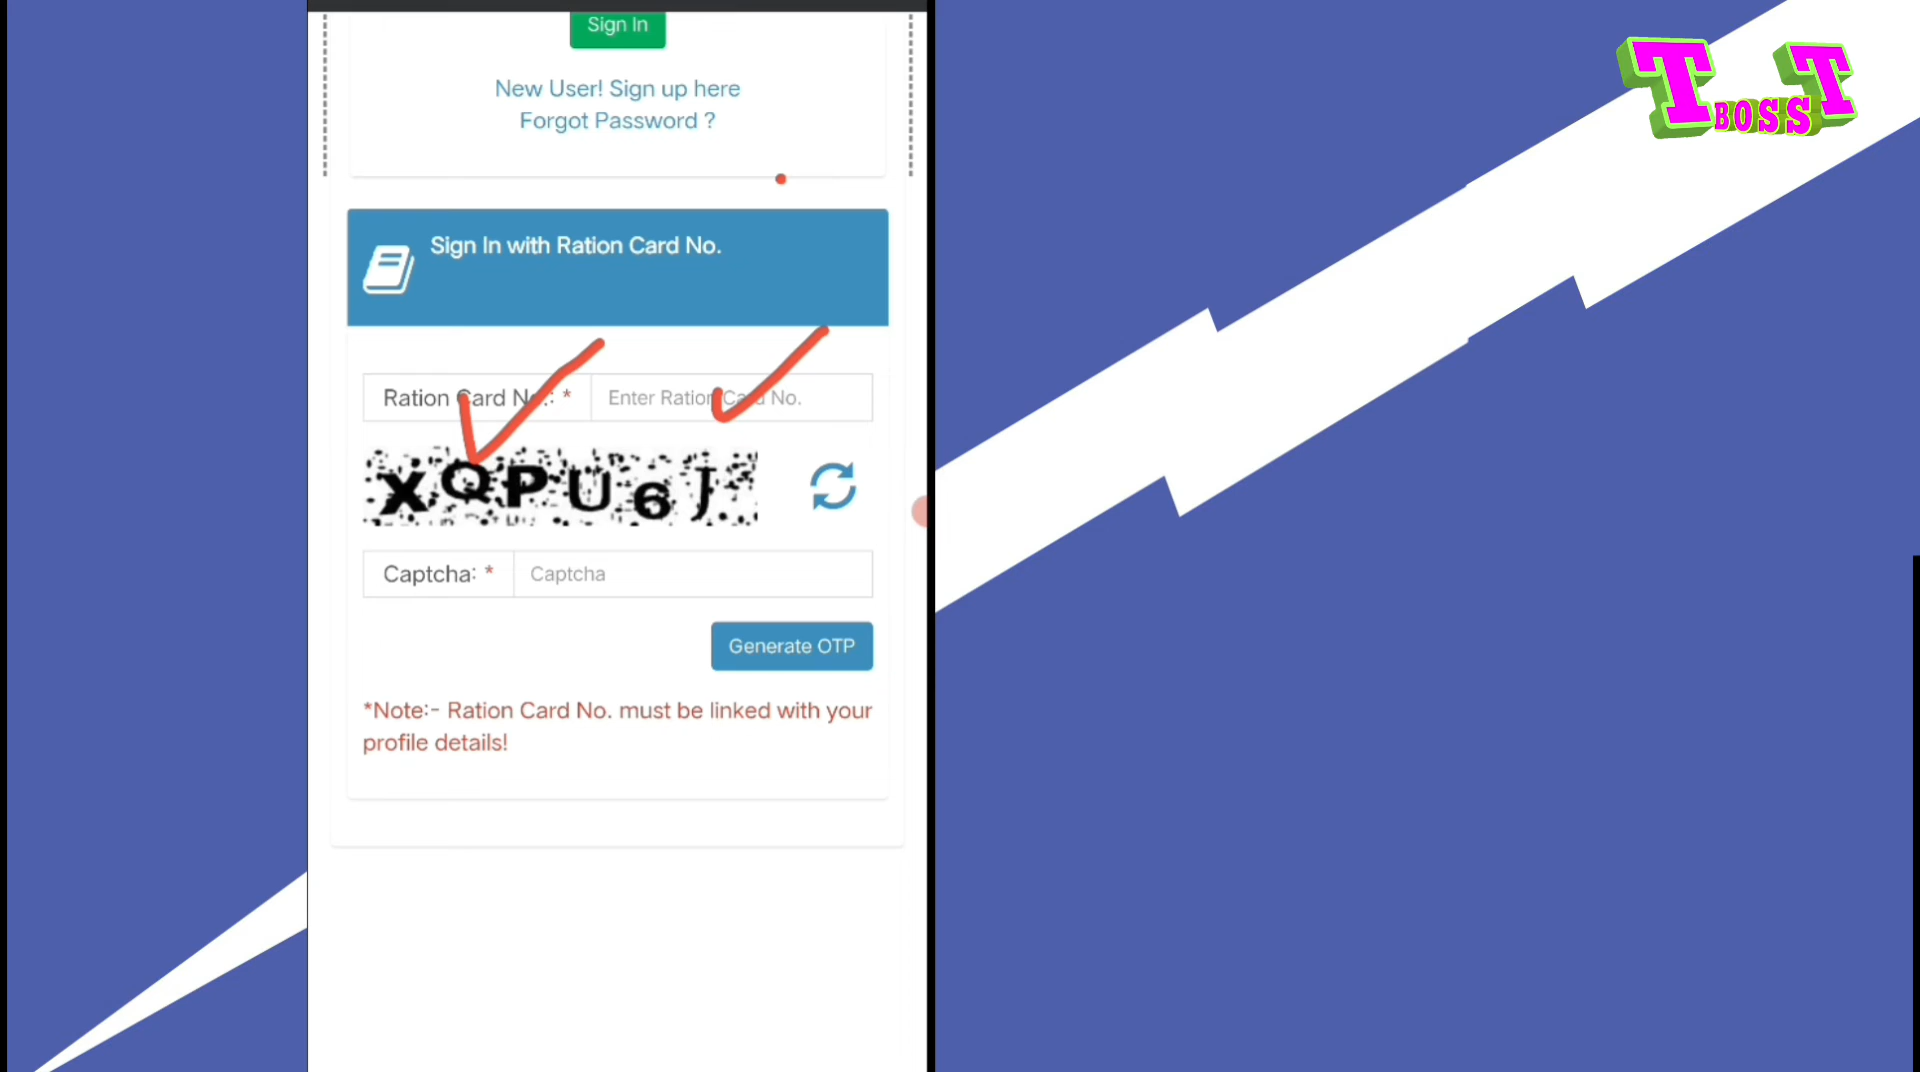 Sign In
New User! Sign up here
Forgot Password ?
Sign In with Ration Card No.
Ration Card No.: * Enter Ration Card No.
XQPU6J
Captcha: * Captcha
Generate OTP
*Note:- Ration Card No. must be linked with your
profile details!
T BOSS T